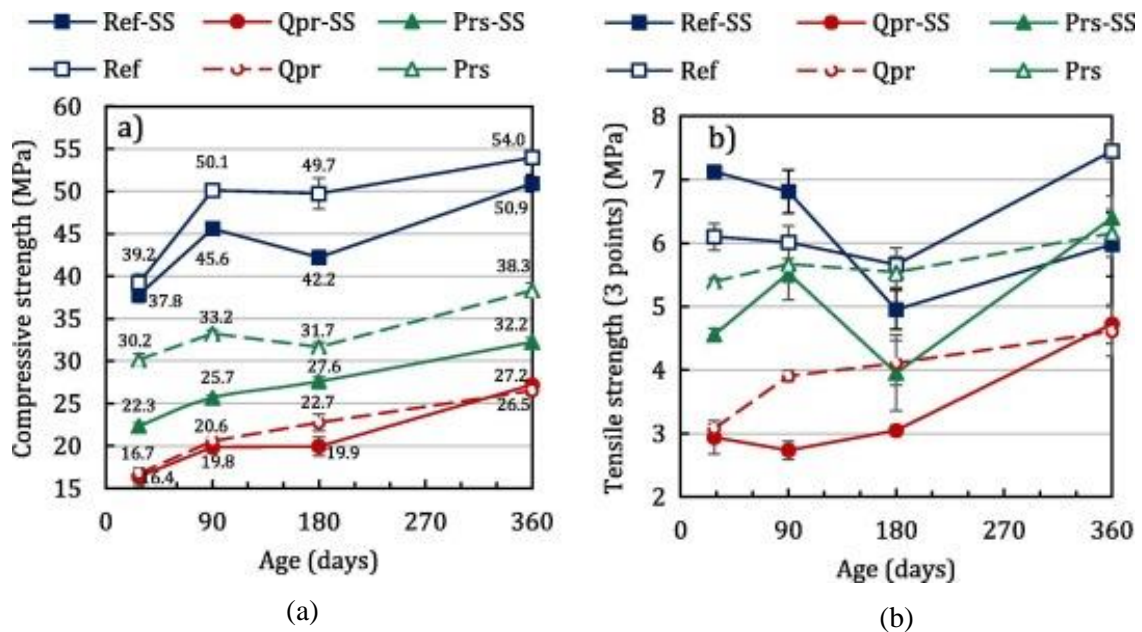 Ref-SS Qpr-SS Prs-SS
Ref Qpr Prs
a)
Compressive strength (MPa)
60
55
50
45
40
35
30
25
20
15
39.2 50.1 49.7 54.0
37.8 45.6 42.2 50.9
30.2 33.2 31.7 38.3
22.3 25.7 27.6 32.2
16.7 20.6 22.7 26.5
16.4 19.8 19.9 27.2
0 90 180 270 360
Age (days)
(a)
Ref-SS Qpr-SS Prs-SS
Ref Qpr Prs
b)
Tensile strength (3 points) (MPa)
8
7
6
5
4
3
2
0 90 180 270 360
Age (days)
(b)